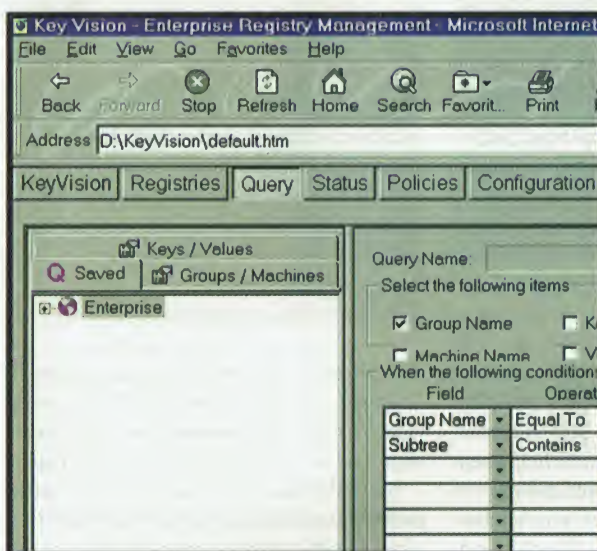 Key Vision - Enterprise Registry Management - Microsoft Internet
File Edit View Go Favorites Help
Back Forward Stop Refresh Home Search Favorit... Print
Address D:\KeyVision\default.htm
KeyVision Registries Query Status Policies Configuration
Keys / Values
Q Saved Groups / Machines
Enterprise
Query Name:
Select the following items
Group Name
Machine Name
When the following conditions
Field
Group Name Equal To
Subtree Contains